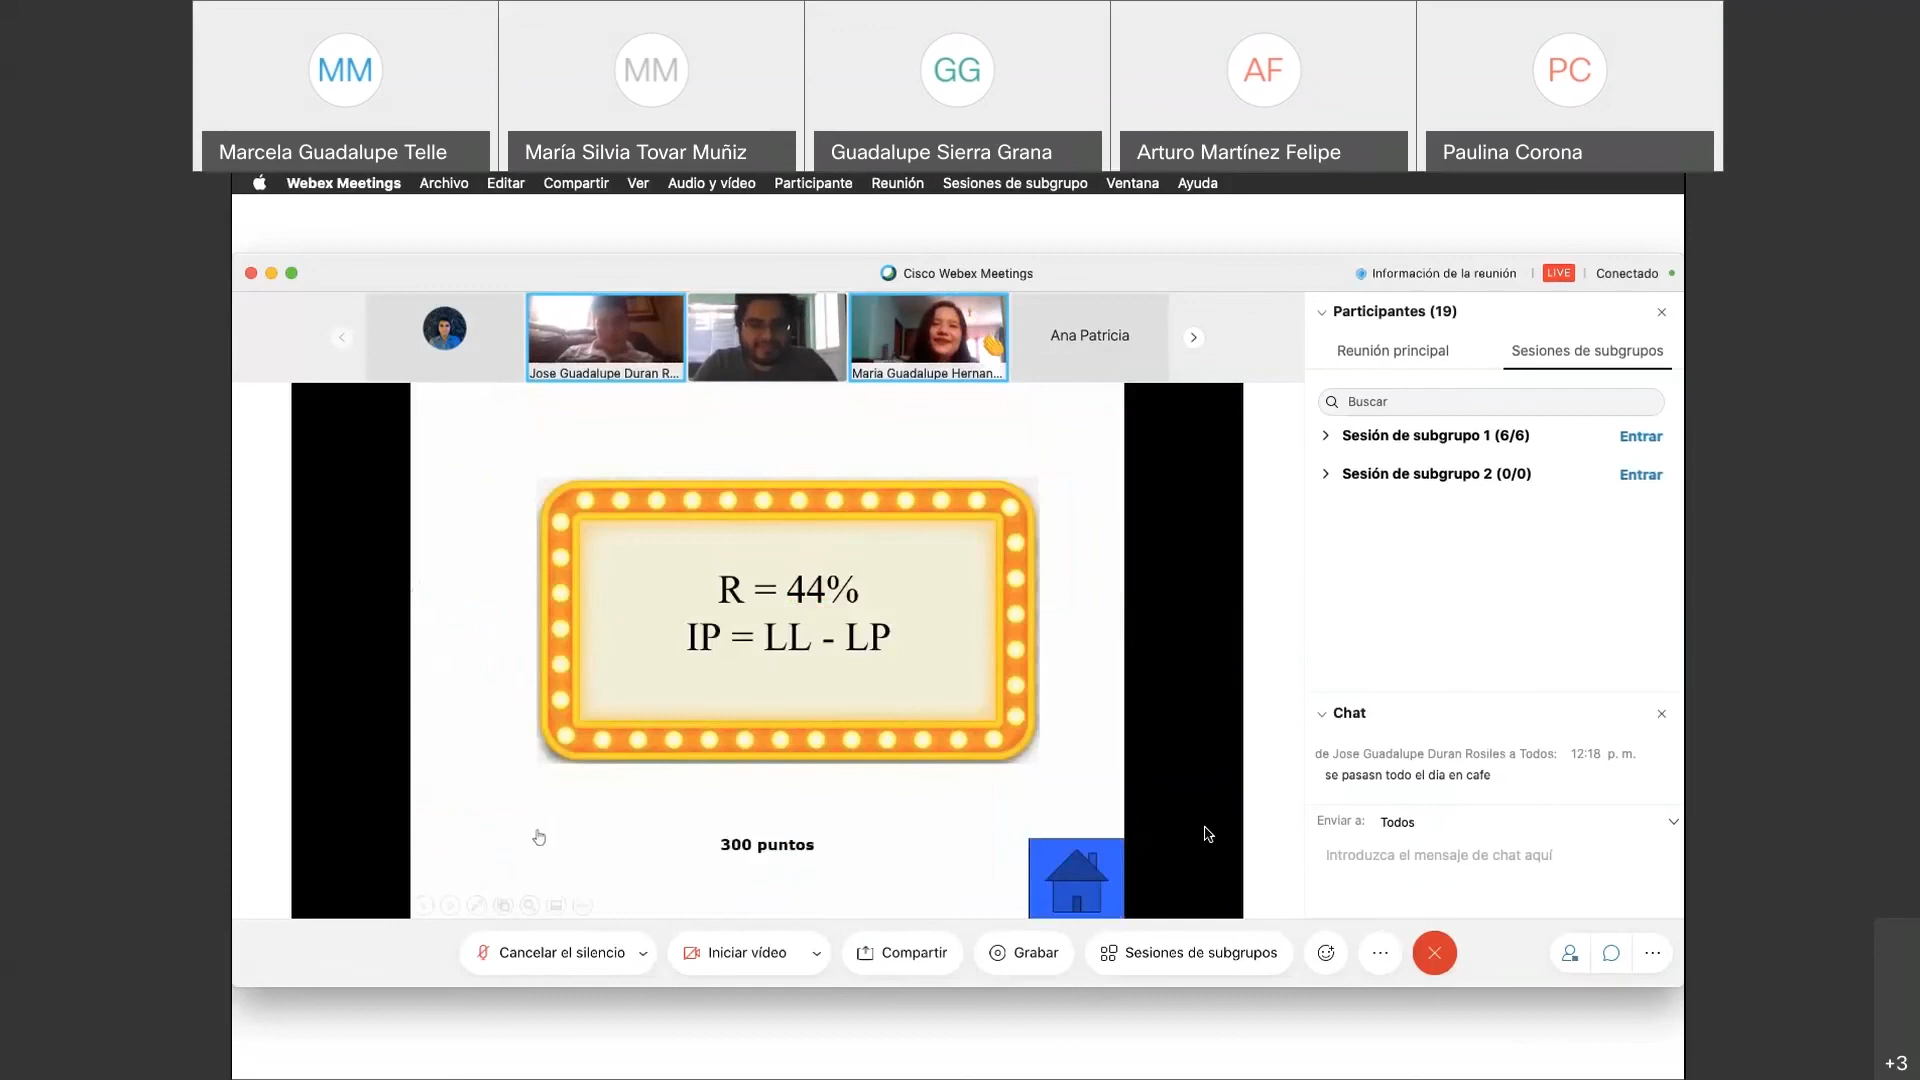 MM
MM
GG
AF
PC
Marcela Guadalupe Telle
María Silvia Tovar Muñiz
Guadalupe Sierra Grana
Arturo Martínez Felipe
Paulina Corona
Webex Meetings Archivo Editar Compartir Ver Audio y vídeo Participante Reunión Sesiones de subgrupo Ventana Ayuda
Cisco Webex Meetings
Información de la reunión
LIVE
Conectado
Jose Guadalupe Duran R...
Maria Guadalupe Hernan...
Ana Patricia
Participantes (19)
Reunión principal
Sesiones de subgrupos
Buscar
Sesión de subgrupo 1 (6/6) Entrar
Sesión de subgrupo 2 (0/0) Entrar
R = 44%
IP = LL - LP
300 puntos
Chat
de Jose Guadalupe Duran Rosiles a Todos: 12:18 p. m.
se pasasn todo el dia en cafe
Enviar a: Todos
Introduzca el mensaje de chat aquí
Cancelar el silencio
Iniciar vídeo
Compartir
Grabar
Sesiones de subgrupos
+3